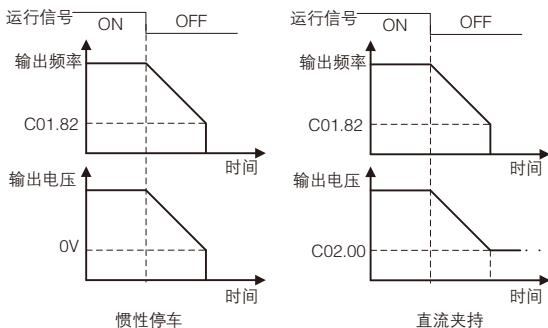 运行信号
ON
OFF
输出频率
C01.82
时间
输出电压
0V
时间
惯性停车
运行信号
ON
OFF
输出频率
C01.82
时间
输出电压
C02.00
时间
直流夹持